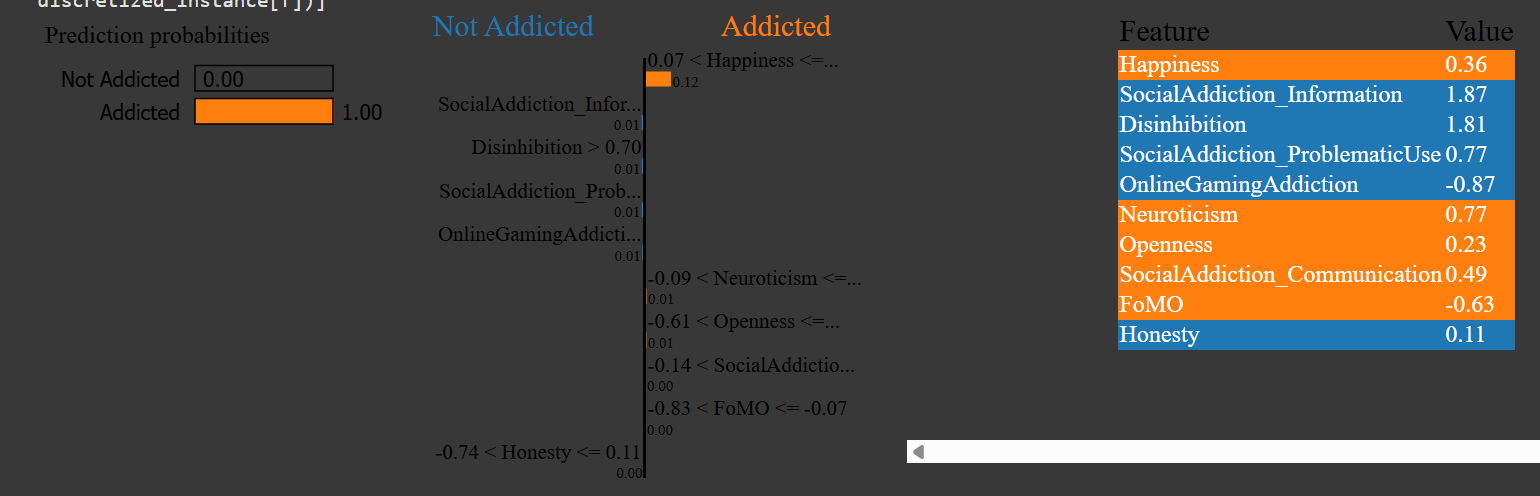 discretized_instance[f])]
Prediction probabilities
Not Addicted 0.00
Addicted 1.00
Not Addicted Addicted
0.07 < Happiness <=...
0.12
SocialAddiction_Infor...
0.01
Disinhibition > 0.70
0.01
SocialAddiction_Prob...
0.01
OnlineGamingAddicti...
0.01
-0.09 < Neuroticism <=...
0.01
-0.61 < Openness <=...
0.01
-0.14 < SocialAddictio...
0.00
-0.83 < FoMO <= -0.07
0.00
-0.74 < Honesty <= 0.11
0.00
Feature Value
Happiness 0.36
SocialAddiction_Information 1.87
Disinhibition 1.81
SocialAddiction_ProblematicUse 0.77
OnlineGamingAddiction -0.87
Neuroticism 0.77
Openness 0.23
SocialAddiction_Communication 0.49
FoMO -0.63
Honesty 0.11